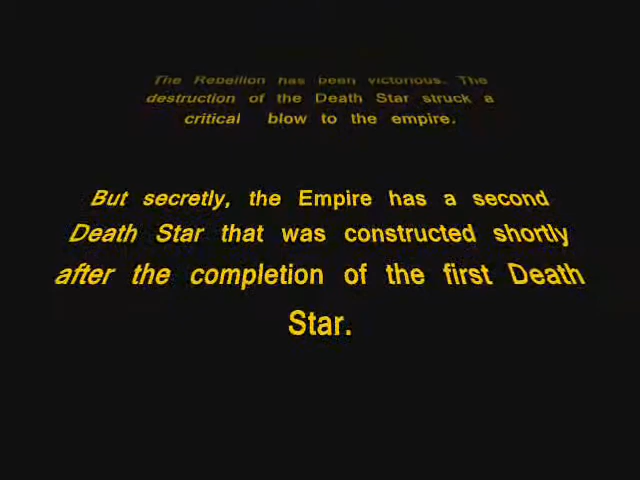 The Rebellion has been victorious. The
destruction of the Death Star struck a
critical blow to the empire.
But secretly, the Empire has a second
Death Star that was constructed shortly
after the completion of the first Death
Star.